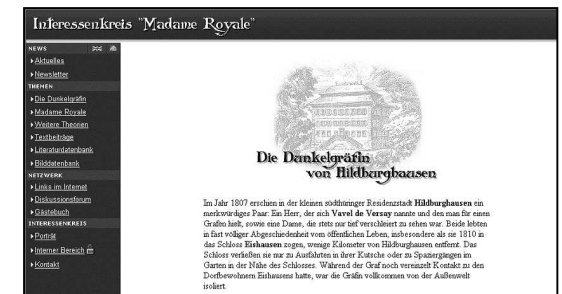 Interessenkreis "Madame Royale"
NEWS
Aktuelles
Newsletter
THEMEN
Die Dunkelgräfin
Madame Royale
Weitere Theorien
Textbeiträge
Literaturdatenbank
Bilddatenbank
NETZWERK
Links im Internet
Diskussionsforum
Gästebuch
INTERESSENKREIS
Porträt
Interner Bereich
Kontakt
Die Dunkelgräfin
von Hildburghausen
Im Jahr 1807 erschien in der kleinen südthüringer Residenzstadt Hildburghausen ein
merkwürdiges Paar: Ein Herr, der sich Vavel de Versay nannte und den man für einen
Grafen hielt, sowie eine Dame, die stets nur tief verschleiert zu sehen war. Beide lebten
in fast völliger Abgeschiedenheit vom öffentlichen Leben, insbesondere als sie 1810 in
das Schloss Eishausen zogen, wenige Kilometer von Hildburghausen entfernt. Das
Schloss verließen sie nur zu Ausfahrten in ihrer Kutsche oder zu Spaziergängen im
Garten in der Nähe des Schlosses. Während der Graf noch vereinzelt Kontakt zu den
Dorfbewohnern Eishausens hatte, war die Gräfin vollkommen von der Außenwelt
isoliert.